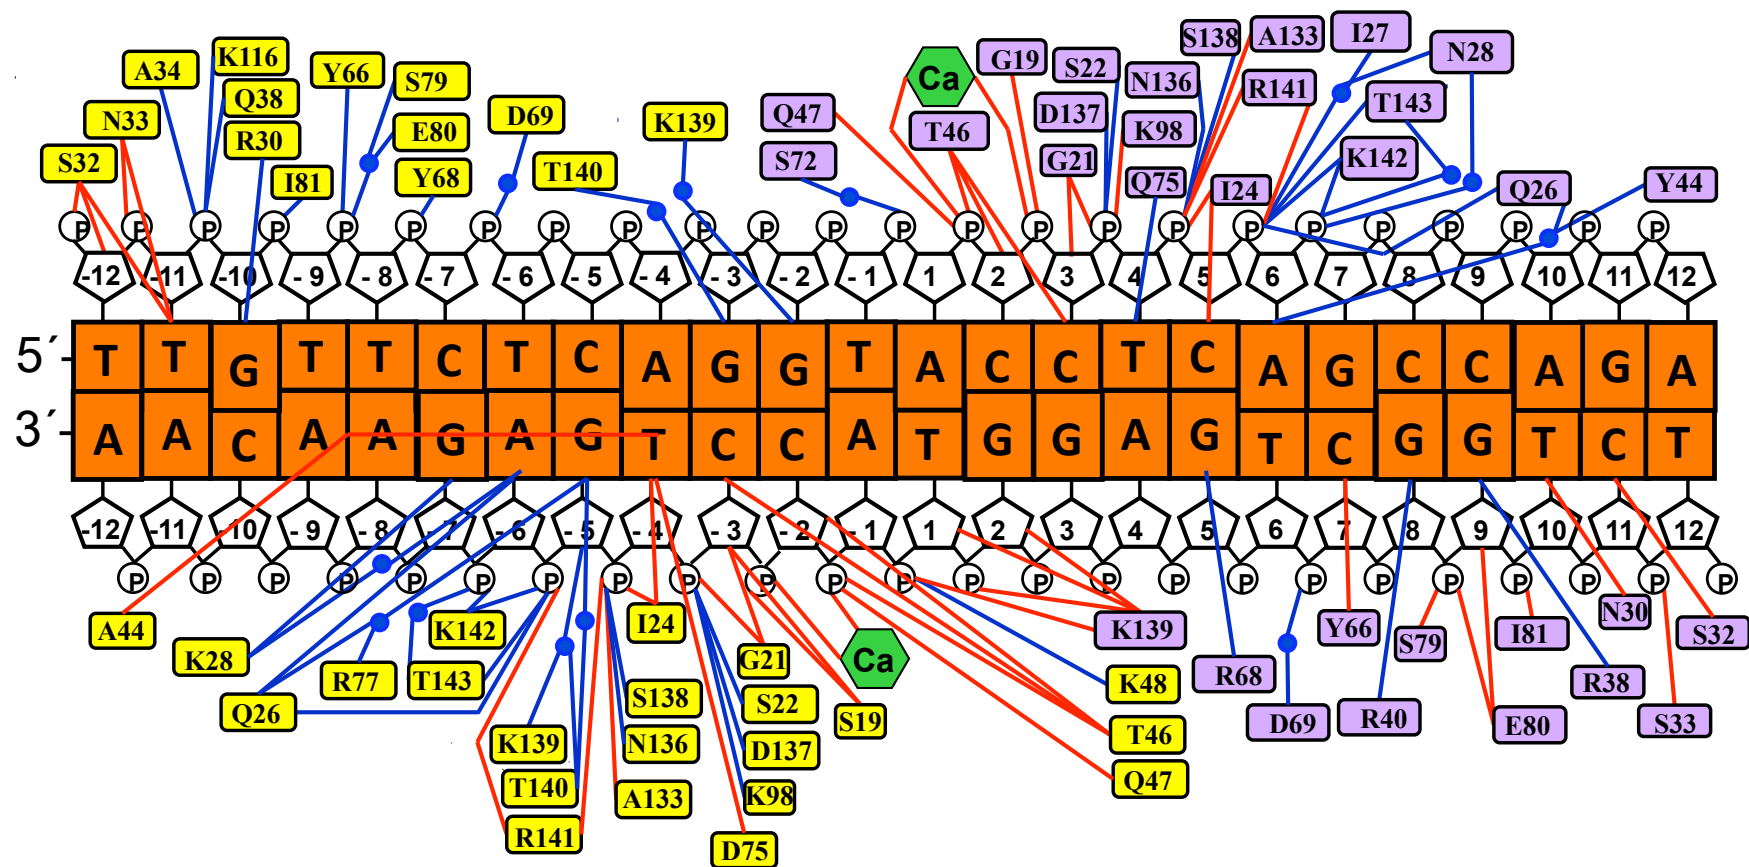 S138 A133 I27
K116 N28
A34 Y66 S79 Ca G19 S22 N136 R141
Q38 T143
N33 D69 K139 Q47 D137
R30 E80 T46 K98
S32 K142
I81 Y68 T140 S72 G21 Q75 I24 Q26 Y44
P P P P P P P P P P P P P P P P P P P P P P P P
-12 -11 -10 - 9 - 8 - 7 - 6 - 5 - 4 - 3 - 2 - 1 1 2 3 4 5 6 7 8 9 10 11 12
5´ T T G T T C T C A G G T A C C T C A G C C A G A
3´ A A C A A G A G T C C A T G G A G T C G G T C T
-12 -11 -10 - 9 - 8 - 7 - 6 - 5 - 4 - 3 - 2 - 1 1 2 3 4 5 6 7 8 9 10 11 12
P P P P P P P P P P P P P P P P P P P P P P P P
A44 K142 I24 K139 Y66 N30 S32
K28 G21 Ca S79 I81
R77 T143 K48 R68 R38
Q26 S138 S22 S19 D69 R40 E80 S33
K139 N136 D137 T46
T140 A133 K98 Q47
R141 D75